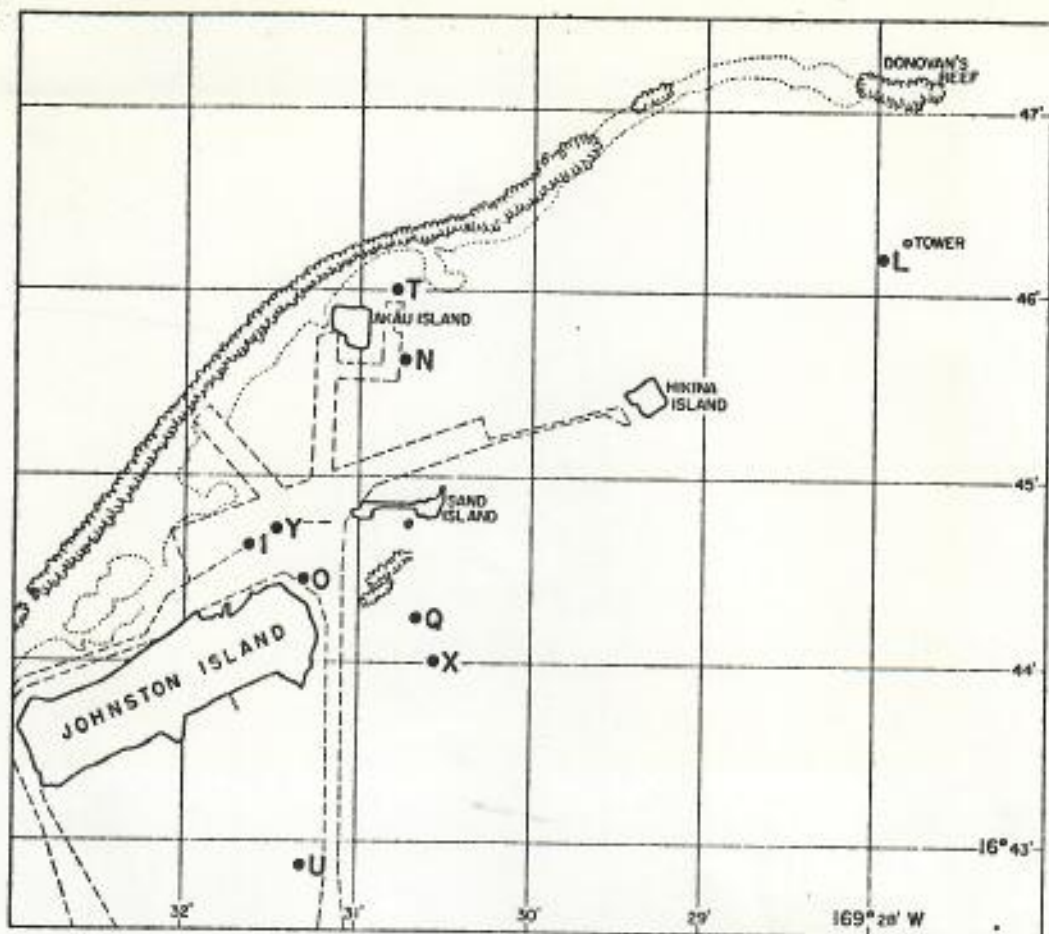 DONOVAN'S
REEF
47'
TOWER
L
T
46'
AKAU ISLAND
N
HIKINA
ISLAND
45'
SAND
ISLAND
Y
I
O
Q
JOHNSTON ISLAND
X
44'
16°43'
U
32'
31'
30'
29'
169°28' W